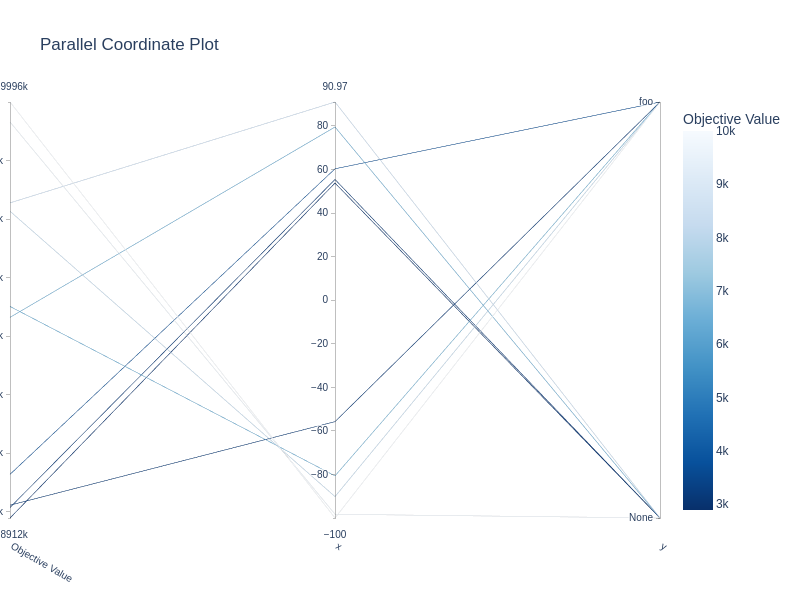 Parallel Coordinate Plot
9996k
k
k
k
k
k
k
k
8912k
Objective Value
90.97
80
60
40
20
0
−20
−40
−60
−80
−100
x
foo
None
y
Objective Value
10k
9k
8k
7k
6k
5k
4k
3k